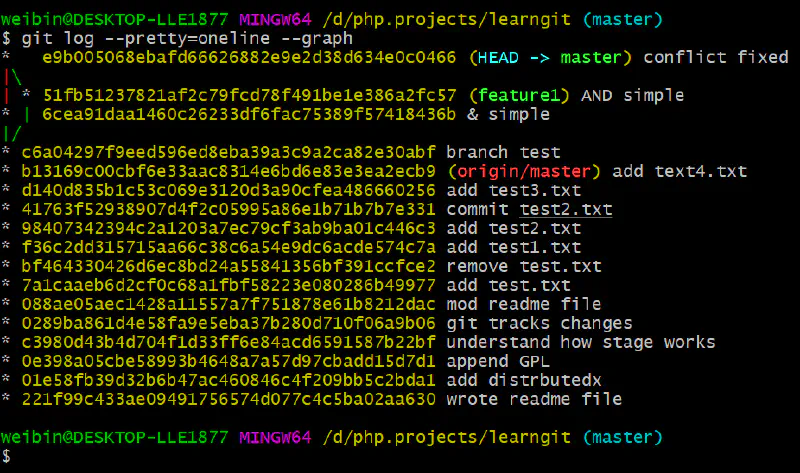 weibin@DESKTOP-LLE1877 MINGW64 /d/php.projects/learngit (master)
$ git log --pretty=oneline --graph
*   e9b005068ebafd66626882e9e2d38d634e0c0466 (HEAD -> master) conflict fixed
|\
| * 51fb51237821af2c79fcd78f491be1e386a2fc57 (feature1) AND simple
* | 6cea91daa1460c26233df6fac75389f57418436b & simple
|/
* c6a04297f9eed596ed8eba39a3c9a2ca82e30abf branch test
* b13169c00cbf6e33aac8314e6bd6e83e3ea2ecb9 (origin/master) add text4.txt
* d140d835b1c53c069e3120d3a90cfea486660256 add test3.txt
* 41763f52938907d4f2c05995a86e1b71b7b7e331 commit test2.txt
* 98407342394c2a1203a7ec79cf3ab9ba01c446c3 add test2.txt
* f36c2dd315715aa66c38c6a54e9dc6acde574c7a add test1.txt
* bf464330426d6ec8bd24a55841356bf391ccfce2 remove test.txt
* 7a1caaeb6d2cf0c68a1fbf58223e080286b49977 add test.txt
* 088ae05aec1428a11557a7f751878e61b8212dac mod readme file
* 0289ba861d4e58fa9e5eba37b280d710f06a9b06 git tracks changes
* c3980d43b4d704f1d33ff6e84acd6591587b22bf understand how stage works
* 0e398a05cbe58993b4648a7a57d97cbadd15d7d1 append GPL
* 01e58fb39d32b6b47ac460846c4f209bb5c2bda1 add distrbutedx
* 221f99c433ae09491756574d077c4c5ba02aa630 wrote readme file
weibin@DESKTOP-LLE1877 MINGW64 /d/php.projects/learngit (master)
$